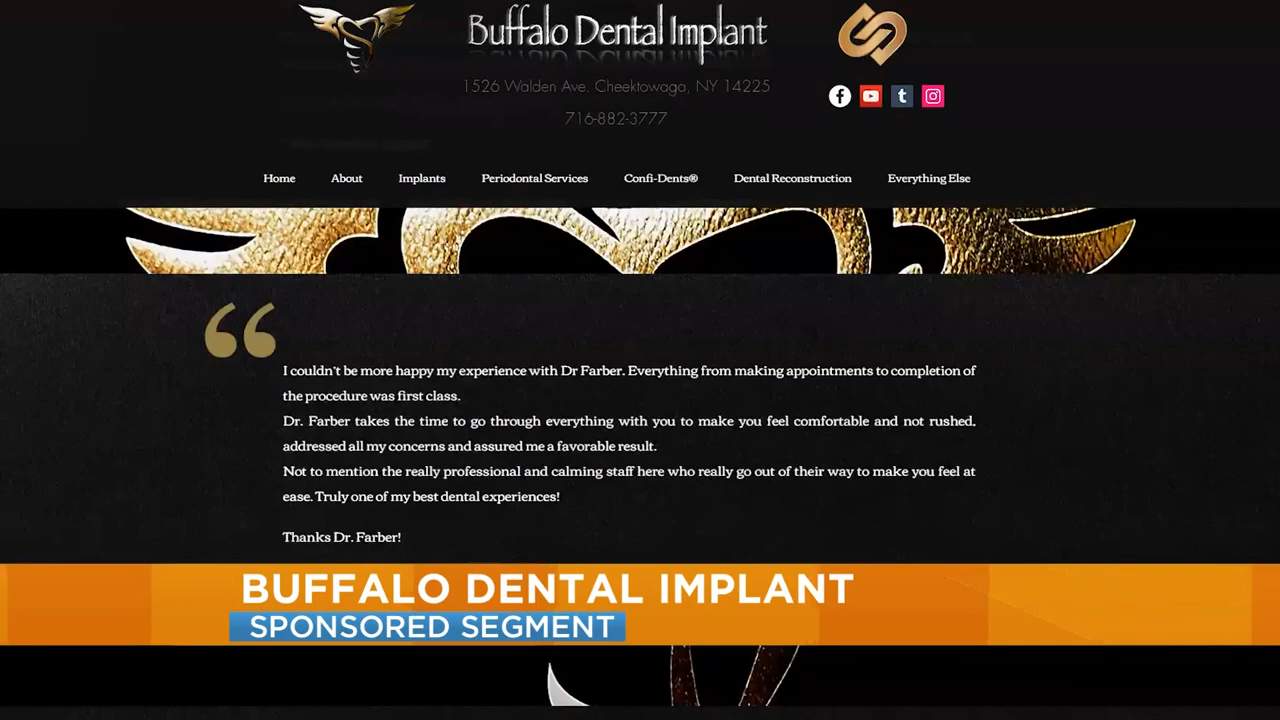 Buffalo Dental Implant
1526 Walden Ave. Cheektowaga, NY 14225
716-882-3777
Home About Implants Periodontal Services Confi-Dents® Dental Reconstruction Everything Else
“
I couldn't be more happy my experience with Dr Farber. Everything from making appointments to completion of
the procedure was first class.
Dr. Farber takes the time to go through everything with you to make you feel comfortable and not rushed,
addressed all my concerns and assured me a favorable result.
Not to mention the really professional and calming staff here who really go out of their way to make you feel at
ease. Truly one of my best dental experiences!
Thanks Dr. Farber!
BUFFALO DENTAL IMPLANT
SPONSORED SEGMENT